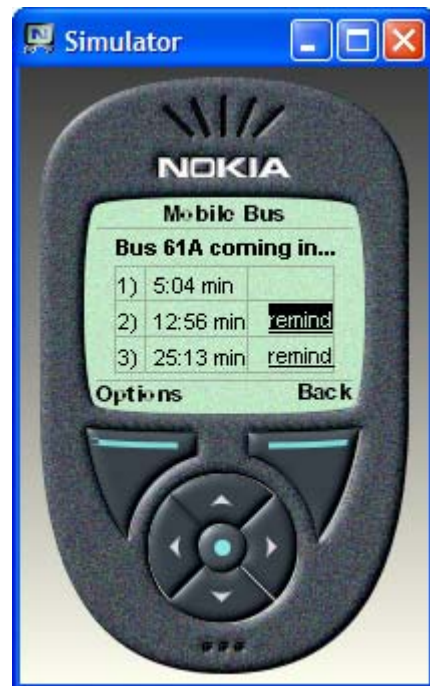 Simulator
NOKIA
Mobile Bus
Bus 61A coming in...
1) 5:04 min
2) 12:56 min remind
3) 25:13 min remind
Options Back